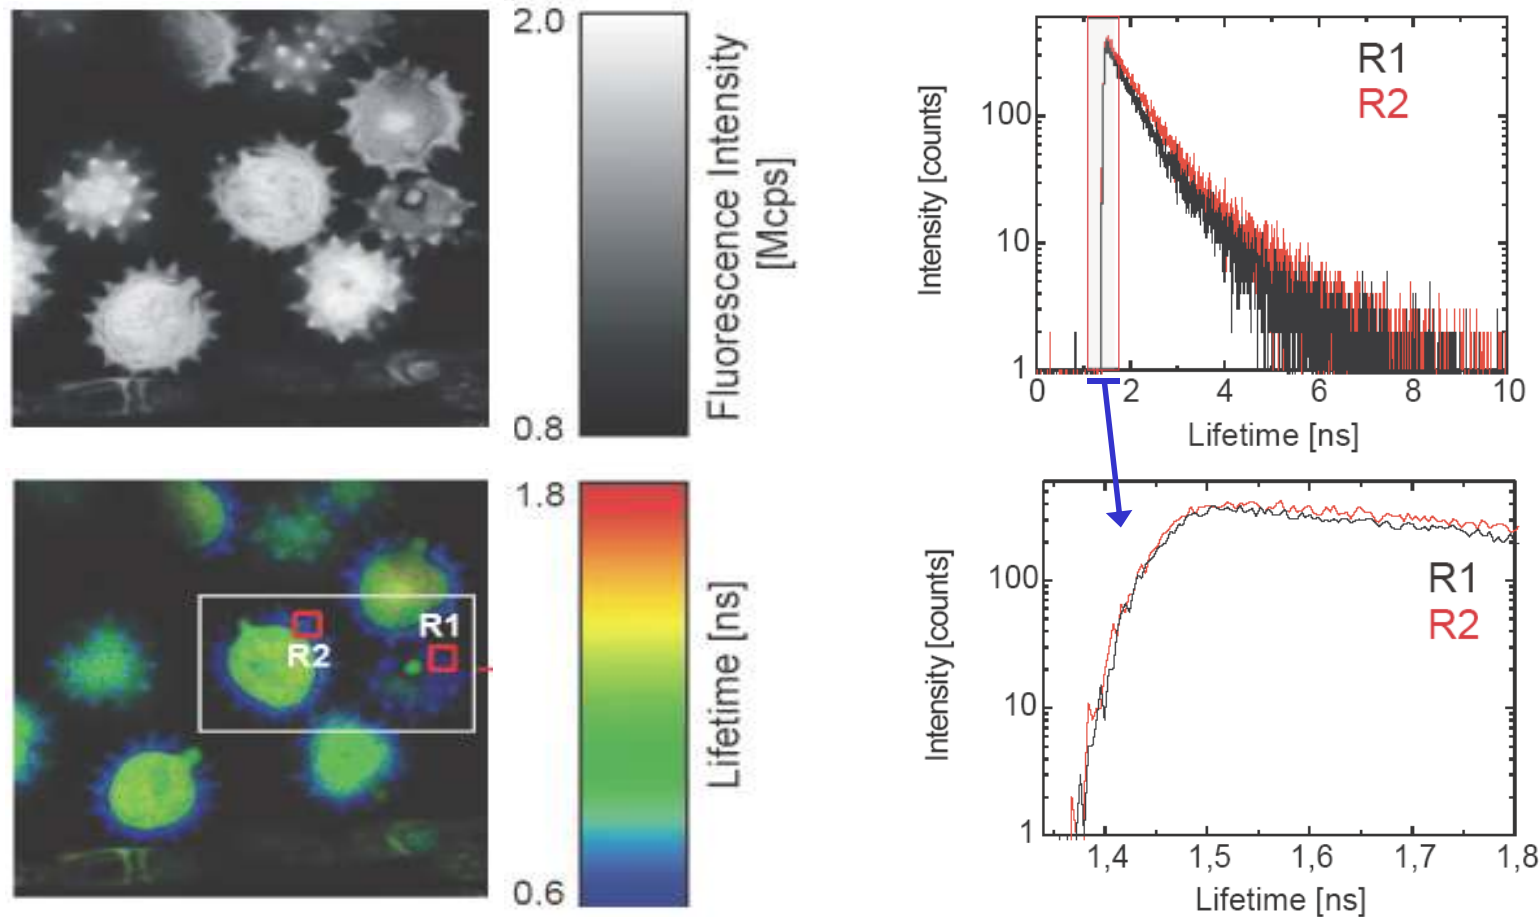 2.0
0.8
Fluorescence Intensity
[Mcps]
R1
R2
100
10
1
Intensity [counts]
0 2 4 6 8 10
Lifetime [ns]
R1
R2
1.8
0.6
Lifetime [ns]
R1
R2
100
10
1
Intensity [counts]
1,4 1,5 1,6 1,7 1,8
Lifetime [ns]